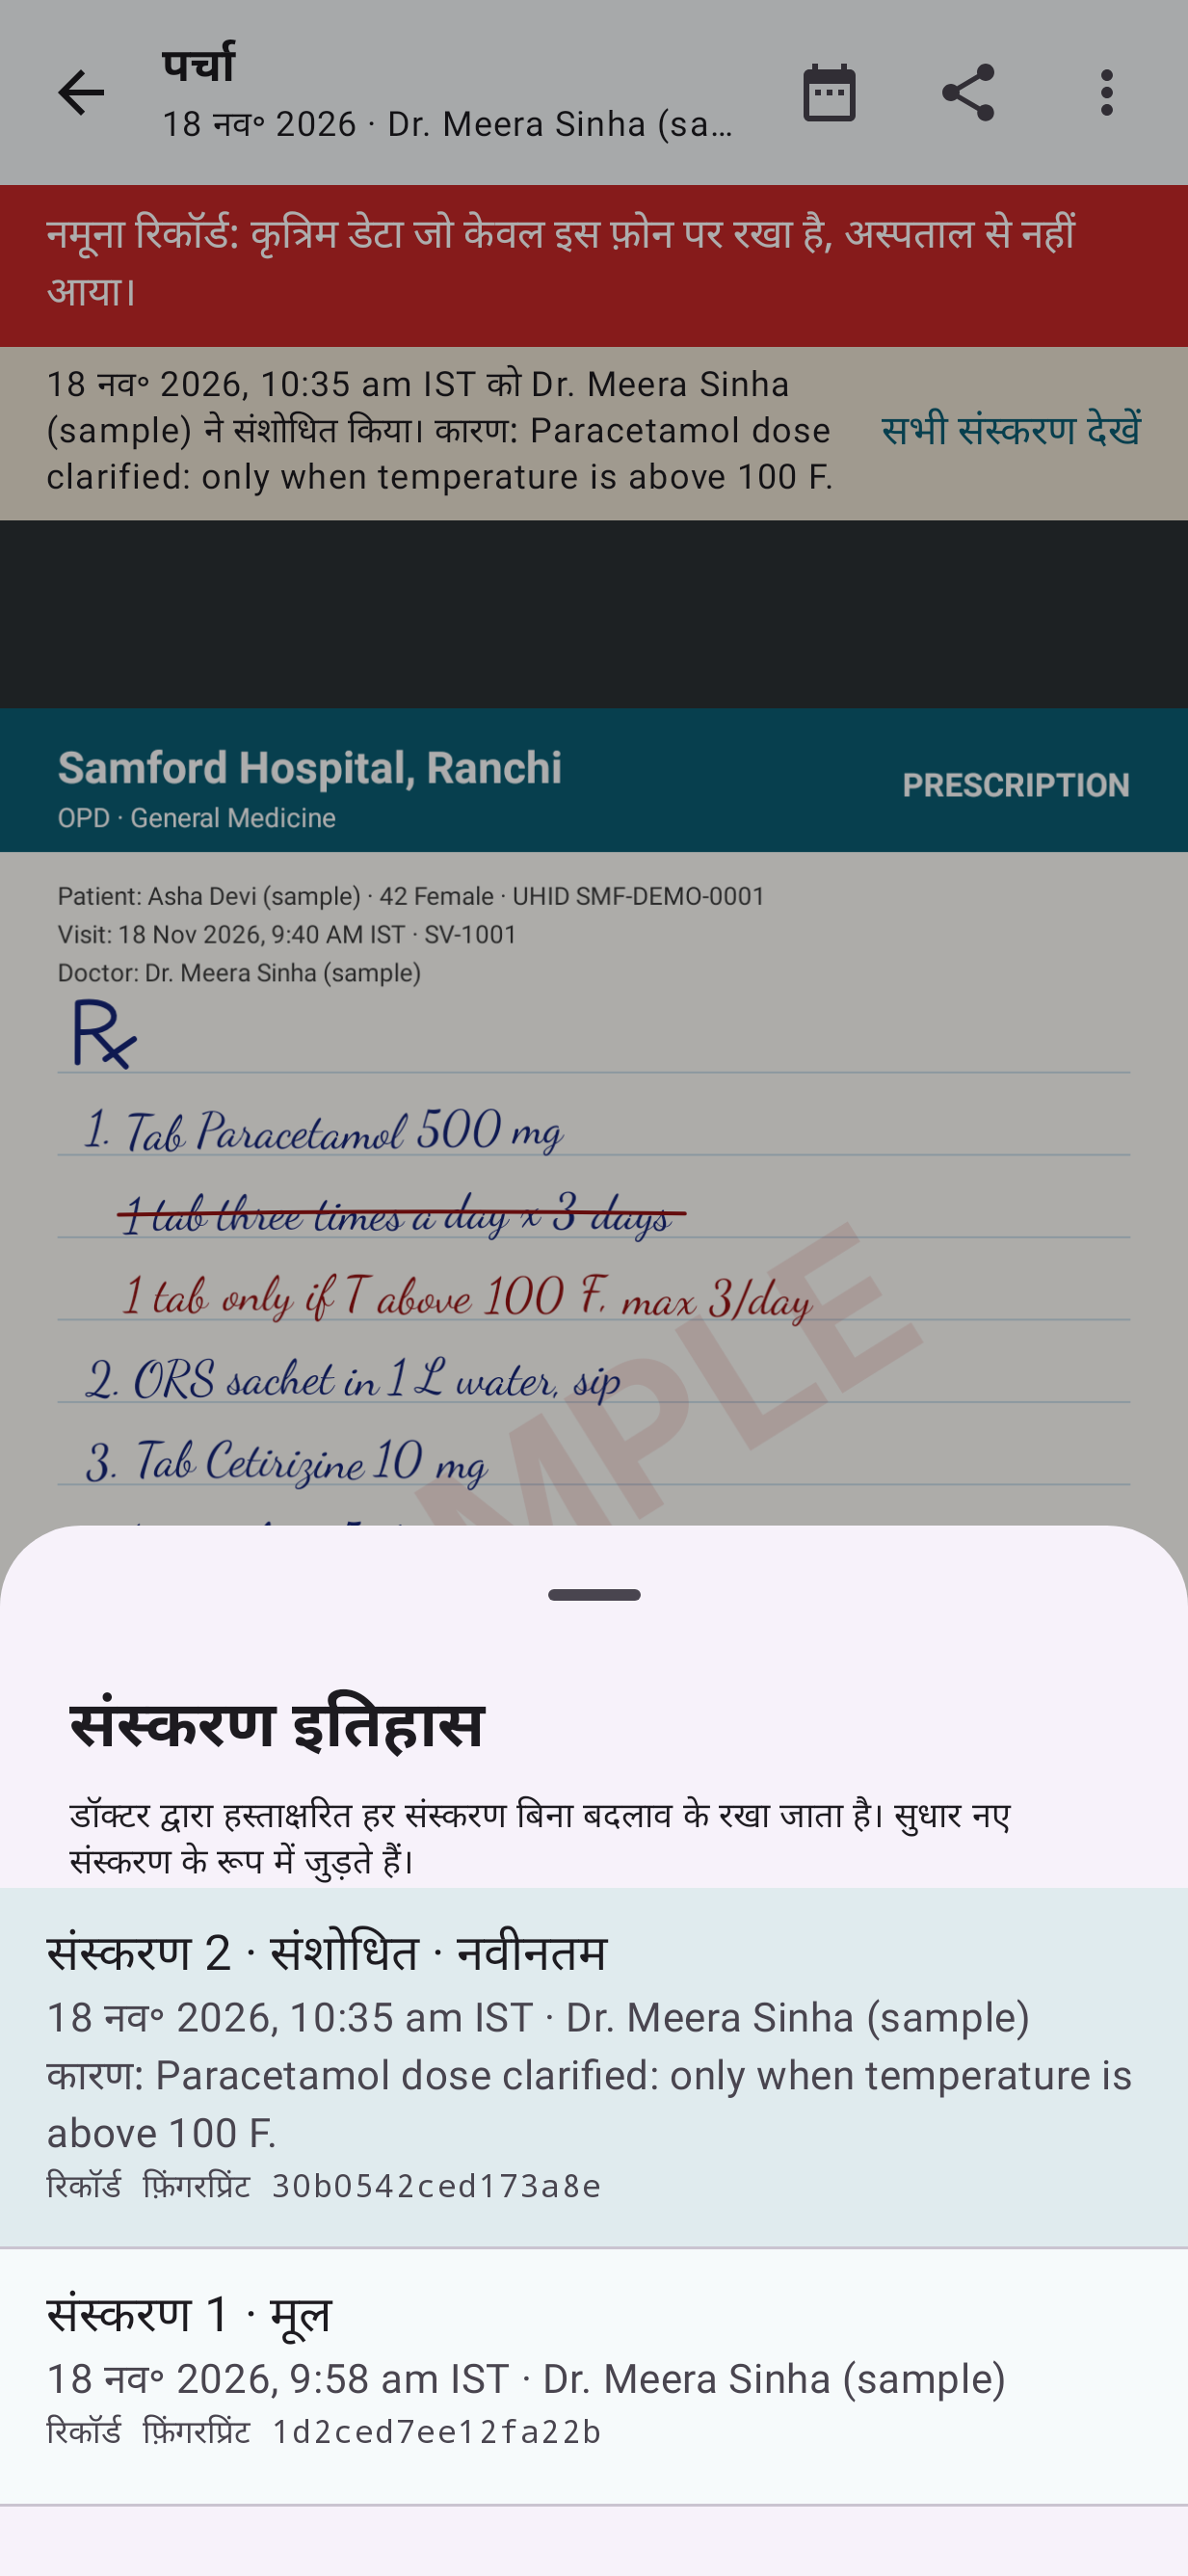 पर्चा
18 नव॰ 2026 · Dr. Meera Sinha (sa…
नमूना रिकॉर्ड: कृत्रिम डेटा जो केवल इस फ़ोन पर रखा है, अस्पताल से नहीं
आया।
18 नव॰ 2026, 10:35 am IST को Dr. Meera Sinha
(sample) ने संशोधित किया। कारण: Paracetamol dose
clarified: only when temperature is above 100 F.
सभी संस्करण देखें
Samford Hospital, Ranchi
PRESCRIPTION
OPD · General Medicine
Patient: Asha Devi (sample) · 42 Female · UHID SMF-DEMO-0001
Visit: 18 Nov 2026, 9:40 AM IST · SV-1001
Doctor: Dr. Meera Sinha (sample)
Rx
1. Tab Paracetamol 500 mg
1 tab three times a day x 3 days
1 tab only if T above 100 F, max 3/day
2. ORS sachet in 1 L water, sip
3. Tab Cetirizine 10 mg
MPLE
संस्करण इतिहास
डॉक्टर द्वारा हस्ताक्षरित हर संस्करण बिना बदलाव के रखा जाता है। सुधार नए
संस्करण के रूप में जुड़ते हैं।
संस्करण 2 · संशोधित · नवीनतम
18 नव॰ 2026, 10:35 am IST · Dr. Meera Sinha (sample)
कारण: Paracetamol dose clarified: only when temperature is
above 100 F.
रिकॉर्ड फ़िंगरप्रिंट 30b0542ced173a8e
संस्करण 1 · मूल
18 नव॰ 2026, 9:58 am IST · Dr. Meera Sinha (sample)
रिकॉर्ड फ़िंगरप्रिंट 1d2ced7ee12fa22b